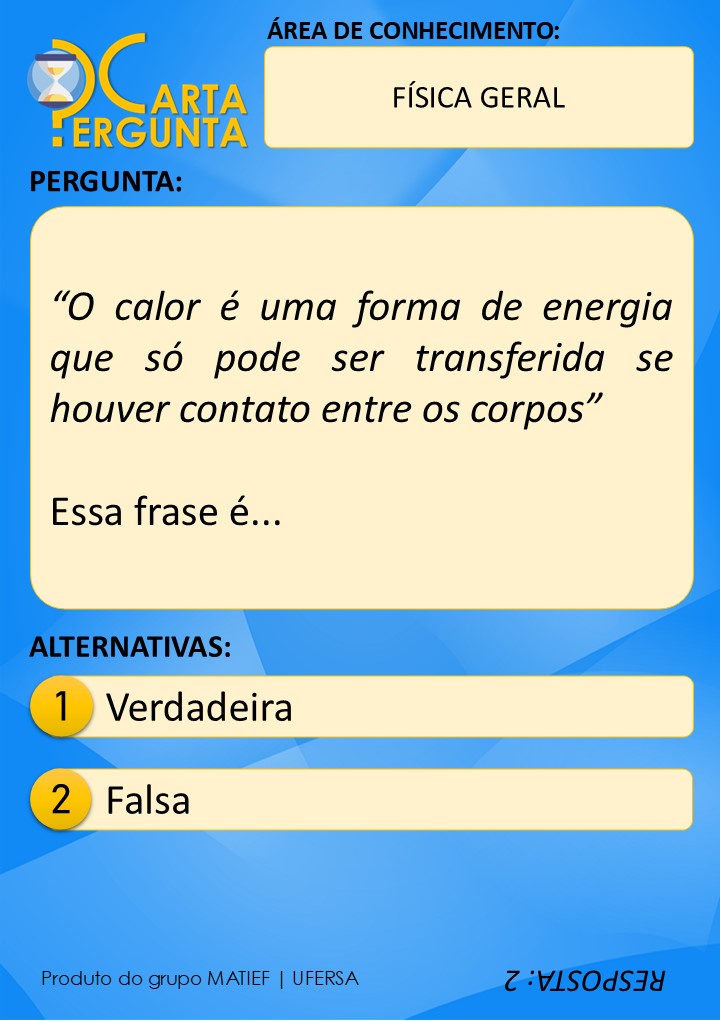 ÁREA DE CONHECIMENTO:
CARTA
PERGUNTA
FÍSICA GERAL
PERGUNTA:
“O calor é uma forma de energia
que só pode ser transferida se
houver contato entre os corpos”
Essa frase é...
ALTERNATIVAS:
1 Verdadeira
2 Falsa
Produto do grupo MATIEF | UFERSA
RESPOSTA: 2